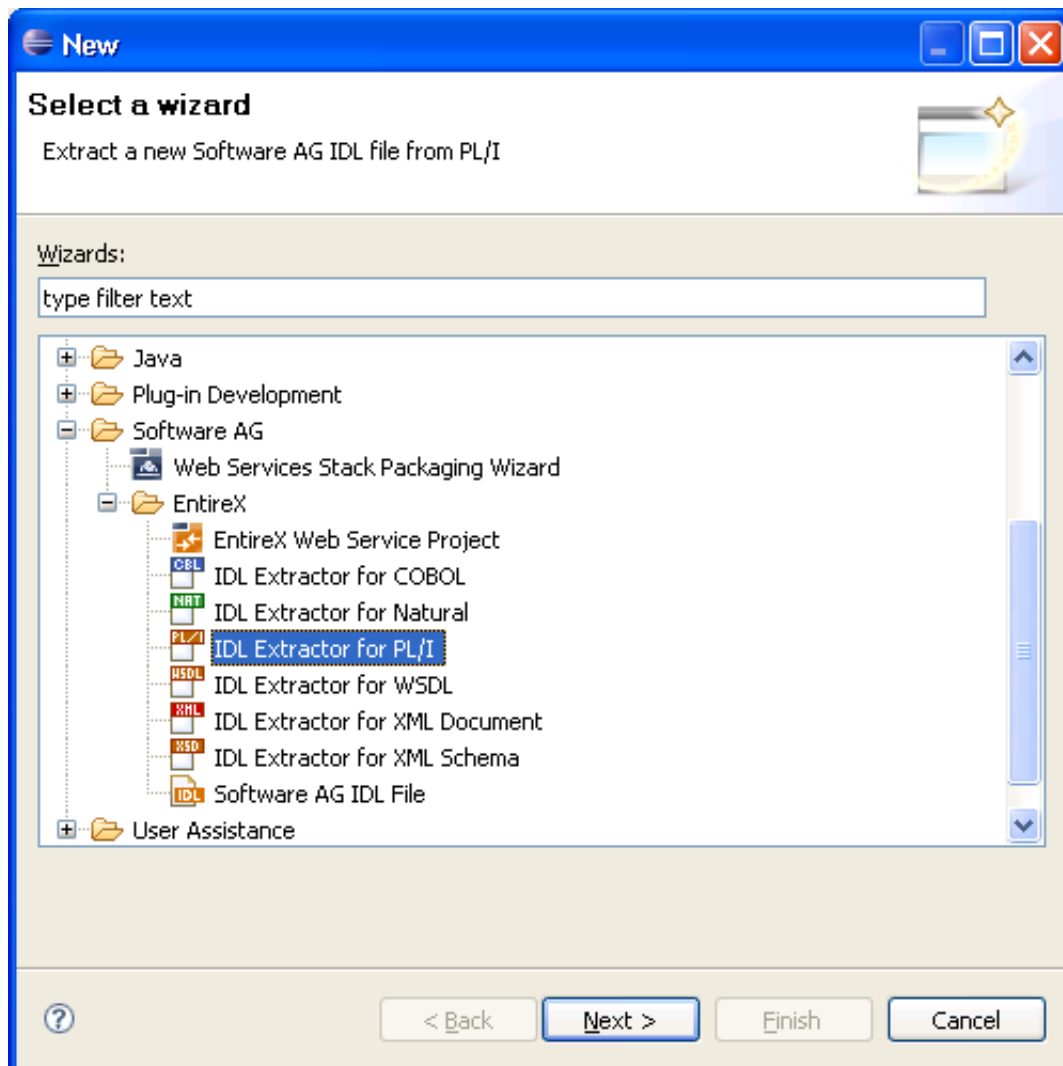 New
Select a wizard
Extract a new Software AG IDL file from PL/I
Wizards:
type filter text
Java
Plug-in Development
Software AG
Web Services Stack Packaging Wizard
EntireX
EntireX Web Service Project
CBL IDL Extractor for COBOL
NAT IDL Extractor for Natural
PL/I IDL Extractor for PL/I
WSDL IDL Extractor for WSDL
XML IDL Extractor for XML Document
XSD IDL Extractor for XML Schema
IDL Software AG IDL File
User Assistance
? < Back Next > Finish Cancel